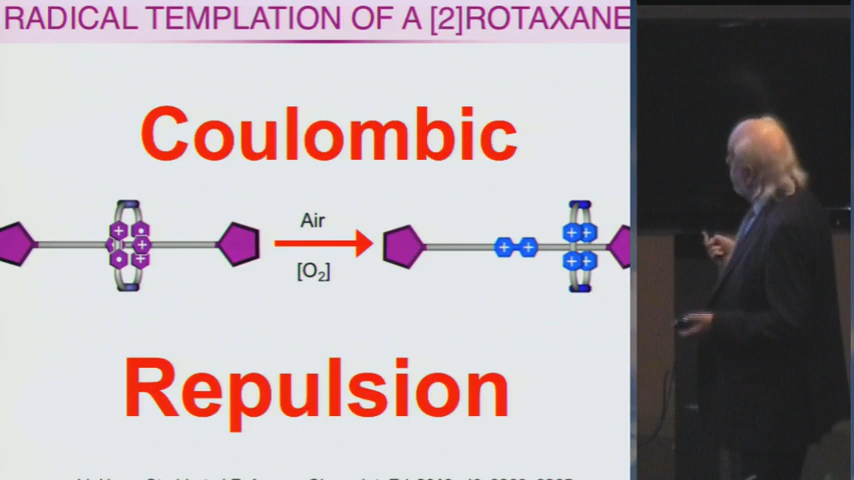 RADICAL TEMPLATION OF A [2]ROTAXANE
Coulombic
Air
[O2]
Repulsion